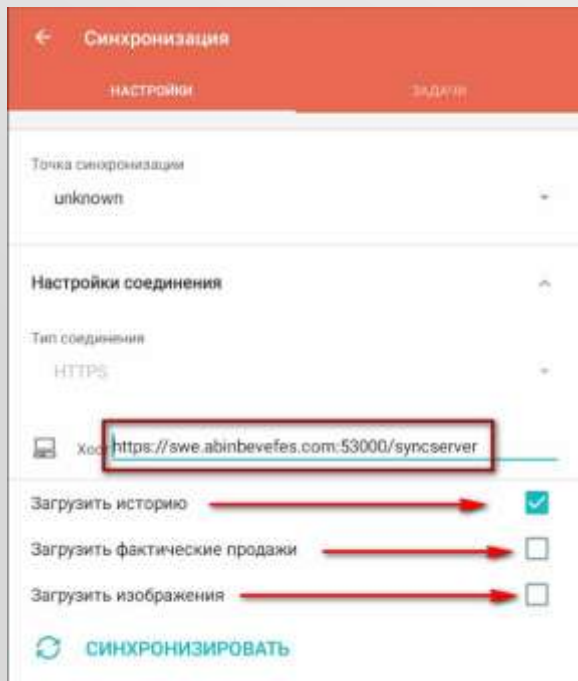 Синхронизация
НАСТРОЙКИ ЗАДАЧИ
Точка синхронизации
unknown
Настройки соединения
Тип соединения
HTTPS
Хост https://swe.abinbevefes.com:53000/syncserver
Загрузить историю
Загрузить фактические продажи
Загрузить изображения
СИНХРОНИЗИРОВАТЬ